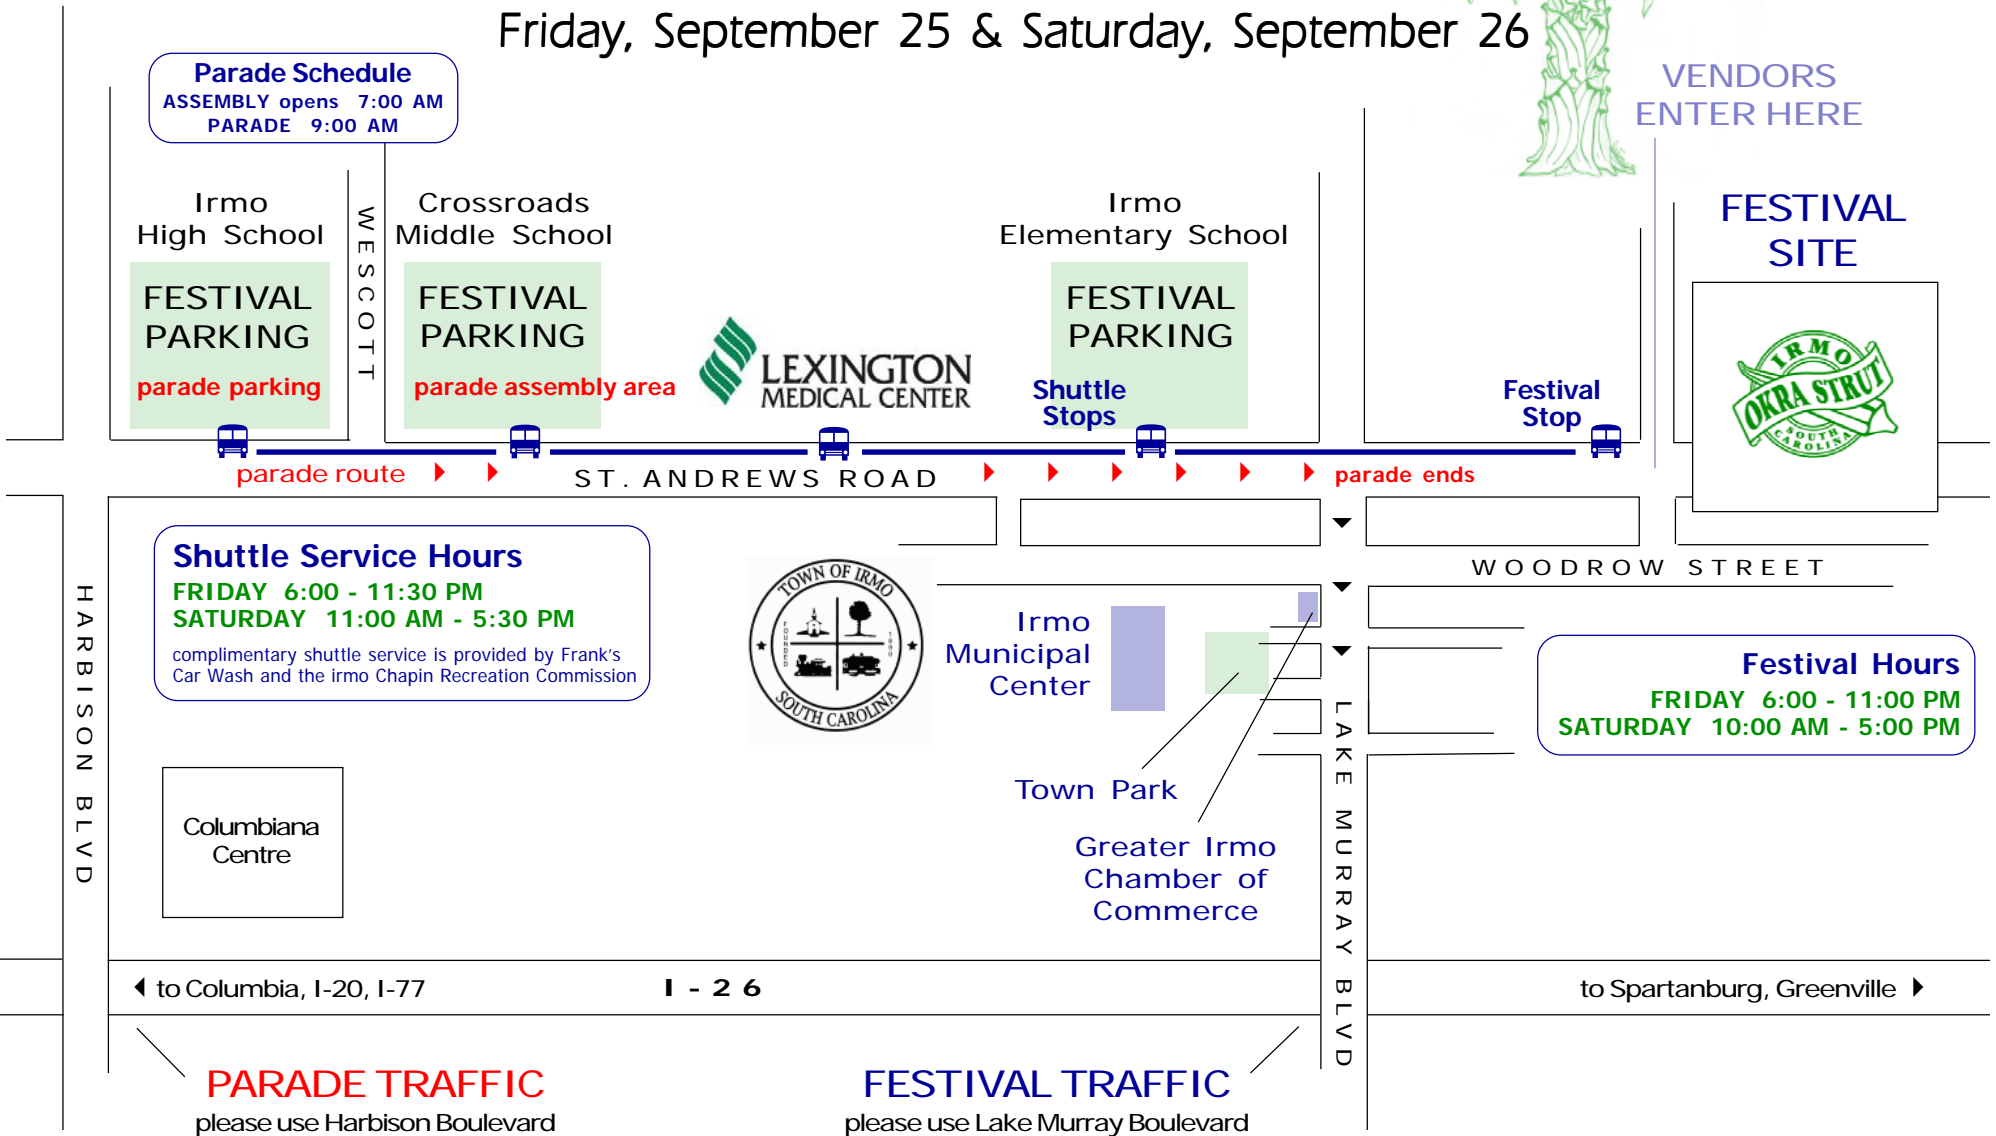 Friday, September 25 & Saturday, September 26
Parade Schedule
ASSEMBLY opens 7:00 AM
PARADE 9:00 AM
VENDORS
ENTER HERE
Irmo
High School
WESCOTT
Crossroads
Middle School
Irmo
Elementary School
FESTIVAL
SITE
FESTIVAL
PARKING
parade parking
FESTIVAL
PARKING
parade assembly area
LEXINGTON
MEDICAL CENTER
FESTIVAL
PARKING
Shuttle
Stops
Festival
Stop
IRMO
OKRA STRUT
SOUTH
CAROLINA
parade route
ST. ANDREWS ROAD
parade ends
Shuttle Service Hours
FRIDAY 6:00 - 11:30 PM
SATURDAY 11:00 AM - 5:30 PM
complimentary shuttle service is provided by Frank's
Car Wash and the irmo Chapin Recreation Commission
TOWN OF IRMO
FOUNDED
1890
SOUTH CAROLINA
WOODROW STREET
HARBISON BLVD
Irmo
Municipal
Center
Festival Hours
FRIDAY 6:00 - 11:00 PM
SATURDAY 10:00 AM - 5:00 PM
LAKE MURRAY BLVD
Town Park
Columbiana
Centre
Greater Irmo
Chamber of
Commerce
to Columbia, I-20, I-77
I-26
to Spartanburg, Greenville
PARADE TRAFFIC
please use Harbison Boulevard
FESTIVAL TRAFFIC
please use Lake Murray Boulevard